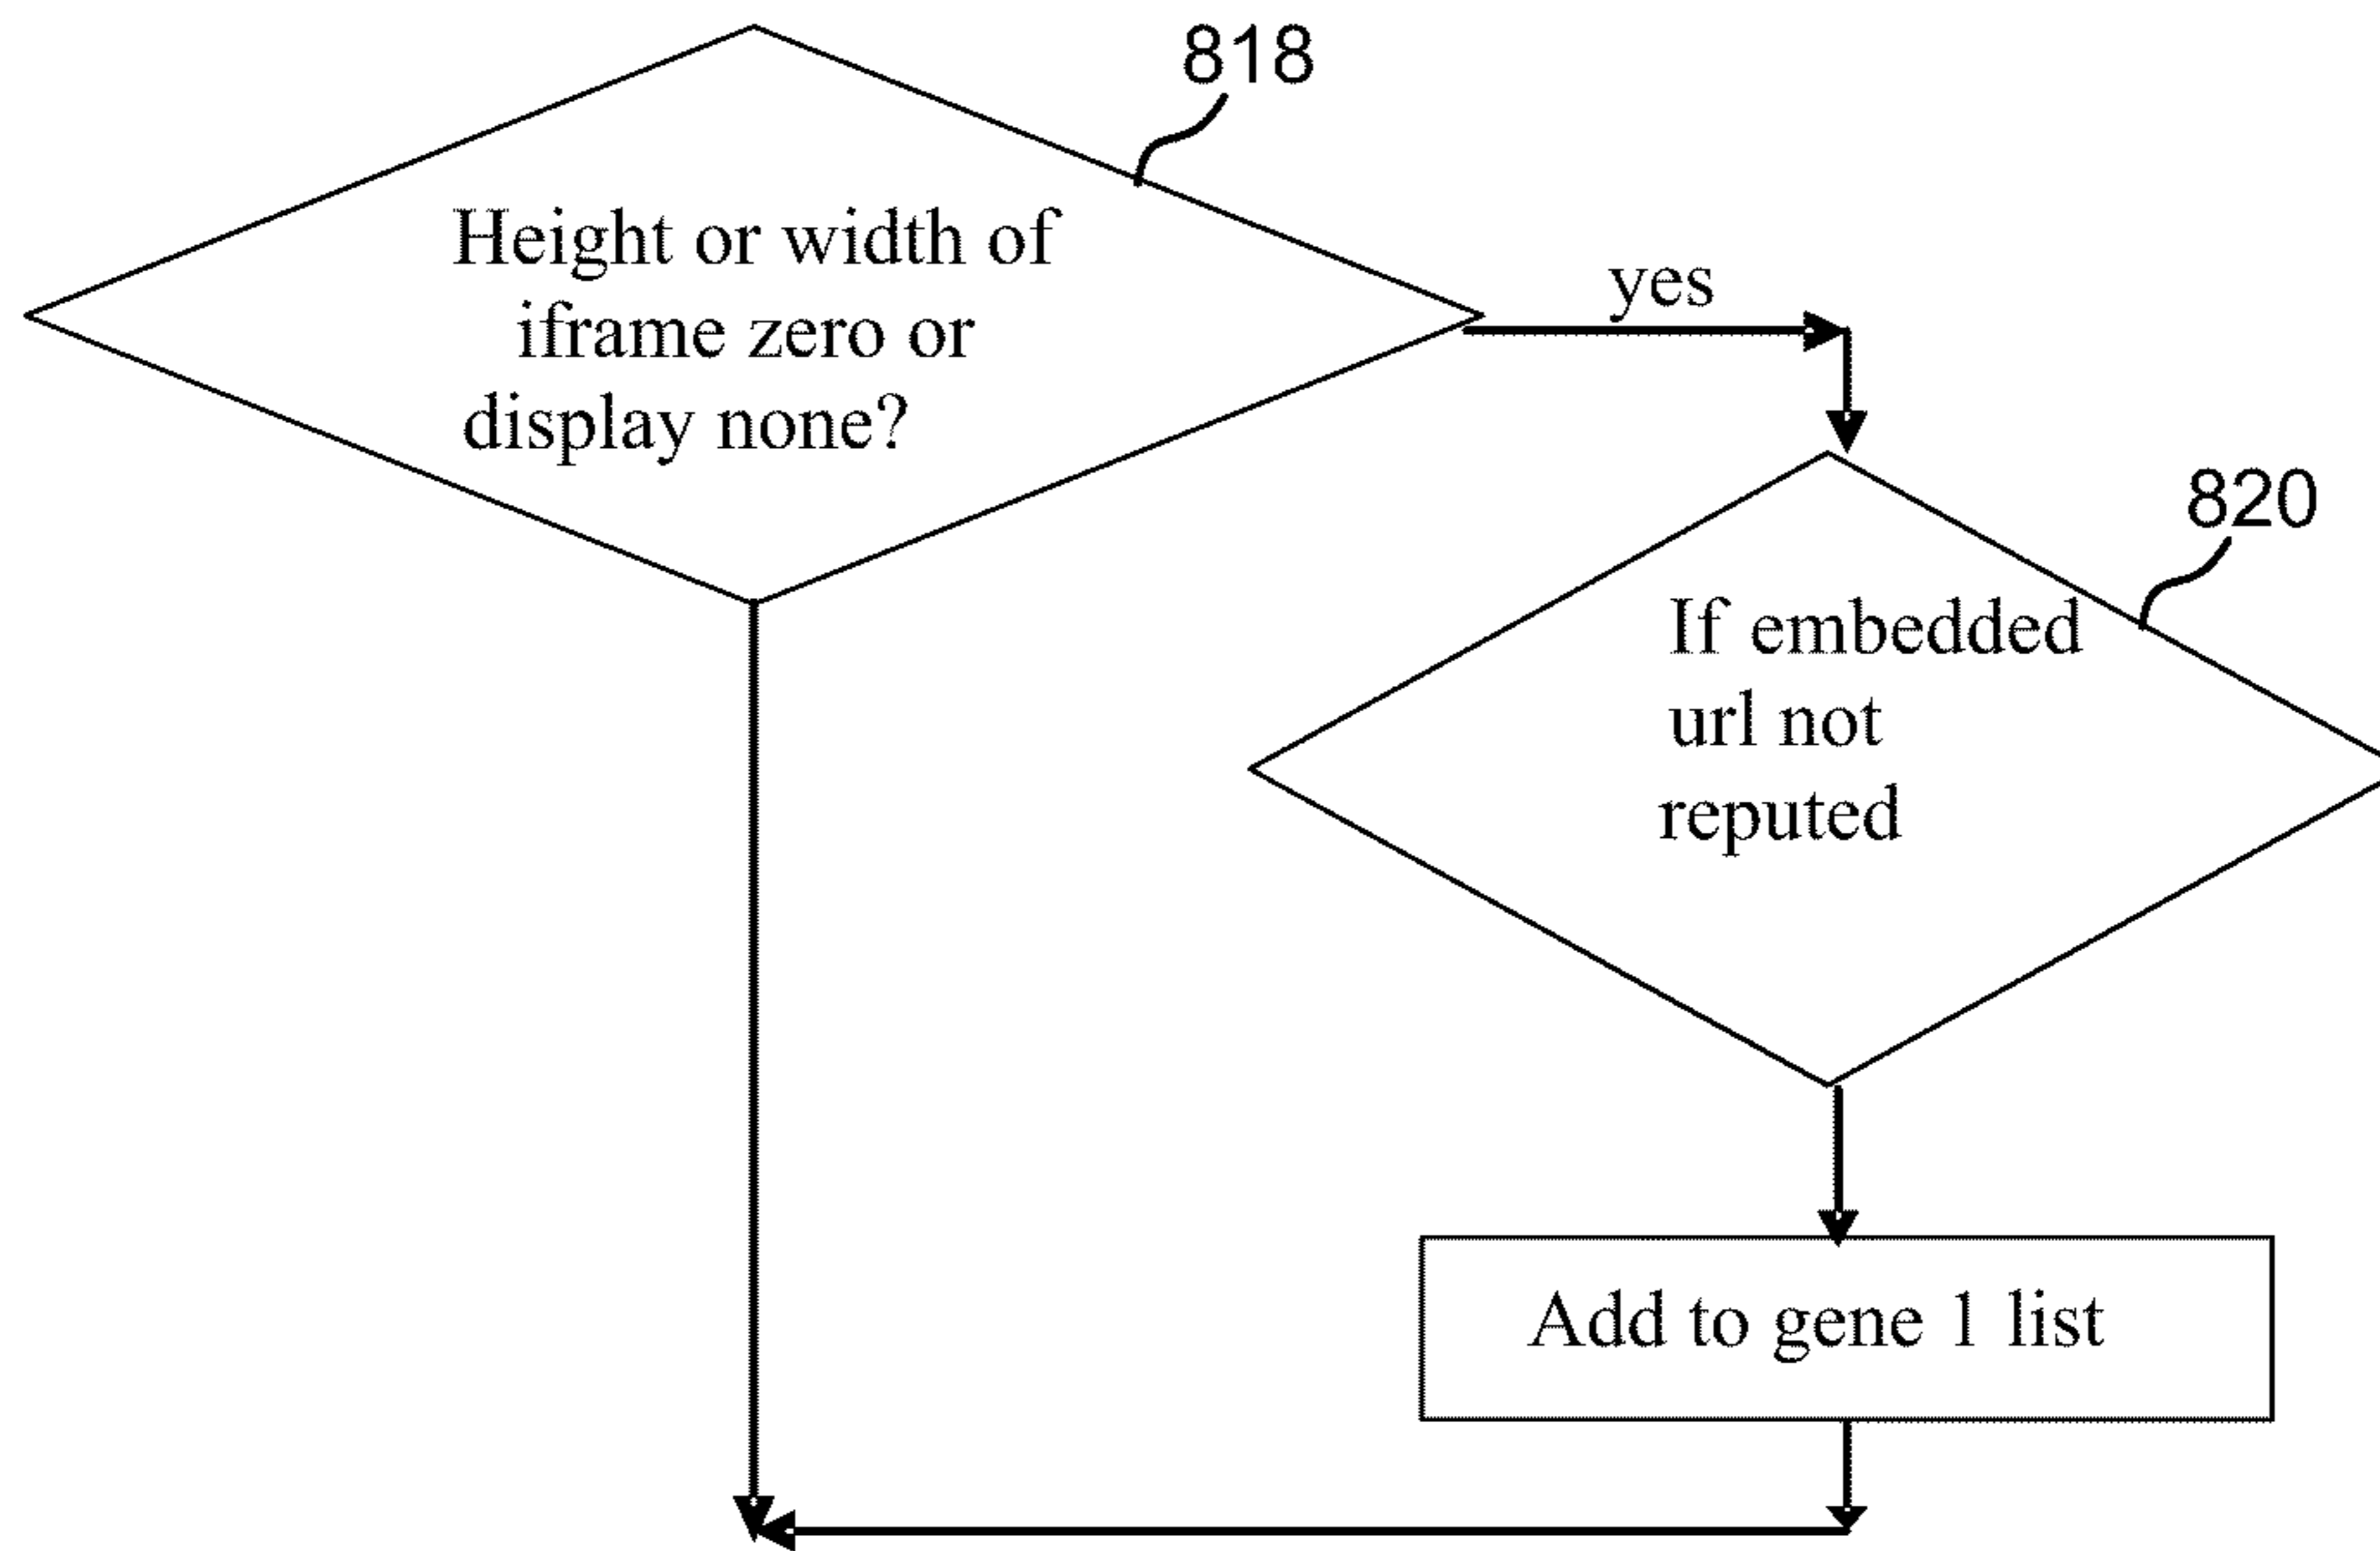 818
Height or width of
iframe zero or
display none?
yes
820
If embedded
url not
reputed
Add to gene 1 list